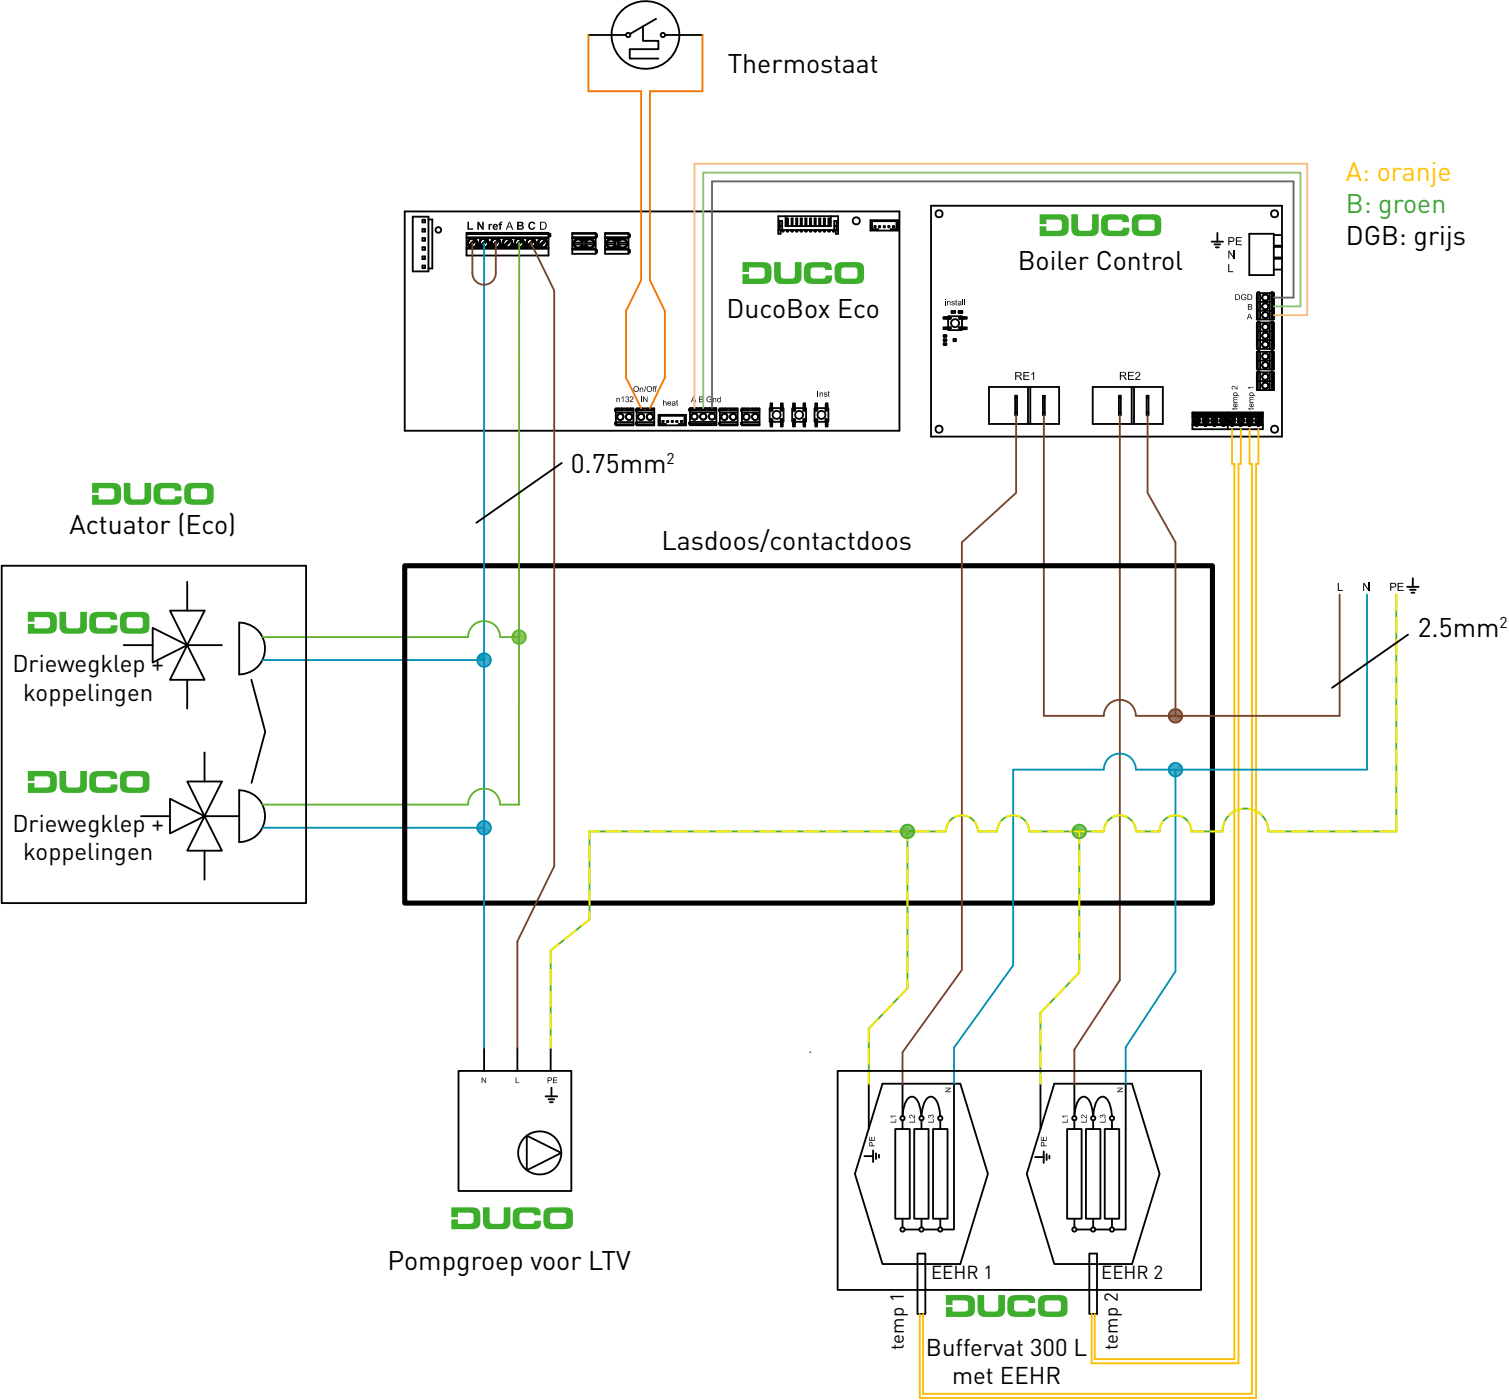 Thermostaat
A: oranje
B: groen
DGB: grijs
L N ref A B C D
DUCO
DucoBox Eco
On/Off
n132 IN
heat
A B Gnd
Inst
DUCO
Boiler Control
PE
N
L
install
DGD
B
A
RE1
RE2
temp 2
temp 1
0.75mm²
DUCO
Actuator (Eco)
Lasdoos/contactdoos
L N PE
2.5mm²
DUCO
Driewegklep +
koppelingen
DUCO
Driewegklep +
koppelingen
N L PE
DUCO
Pompgroep voor LTV
PE
L1
L2
L3
N
EEHR 1
PE
L1
L2
L3
N
EEHR 2
temp 1
temp 2
DUCO
Buffervat 300 L
met EEHR